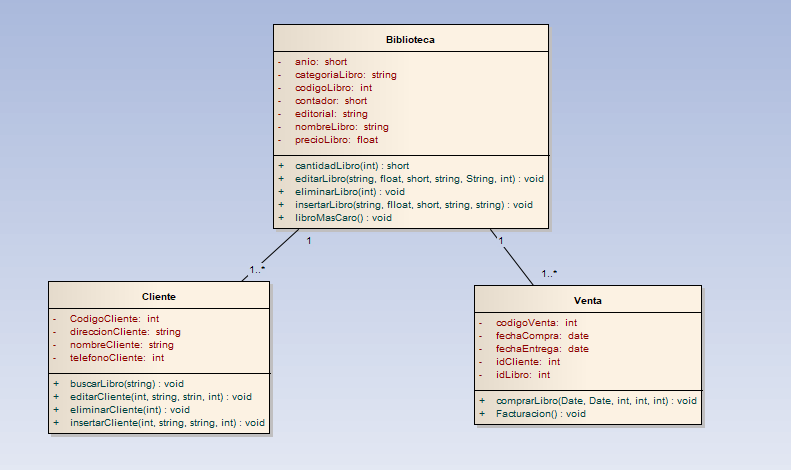 Biblioteca
- anio: short
- categoriaLibro: string
- codigoLibro: int
- contador: short
- editorial: string
- nombreLibro: string
- precioLibro: float
+ cantidadLibro(int) : short
+ editarLibro(string, float, short, string, String, int) : void
+ eliminarLibro(int) : void
+ insertarLibro(string, flloat, short, string, string) : void
+ libroMasCaro() : void
1
1
1..*
1..*
Cliente
- CodigoCliente: int
- direccionCliente: string
- nombreCliente: string
- telefonoCliente: int
+ buscarLibro(string) : void
+ editarCliente(int, string, strin, int) : void
+ eliminarCliente(int) : void
+ insertarCliente(int, string, string, int) : void
Venta
- codigoVenta: int
- fechaCompra: date
- fechaEntrega: date
- idCliente: int
- idLibro: int
+ comprarLibro(Date, Date, int, int, int) : void
+ Facturacion() : void